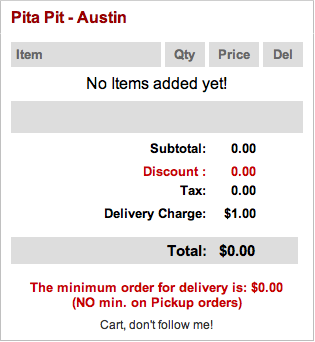 Pita Pit - Austin
Item Qty Price Del
No Items added yet!
Subtotal: 0.00
Discount : 0.00
Tax: 0.00
Delivery Charge: $1.00
Total: $0.00
The minimum order for delivery is: $0.00
(NO min. on Pickup orders)
Cart, don't follow me!